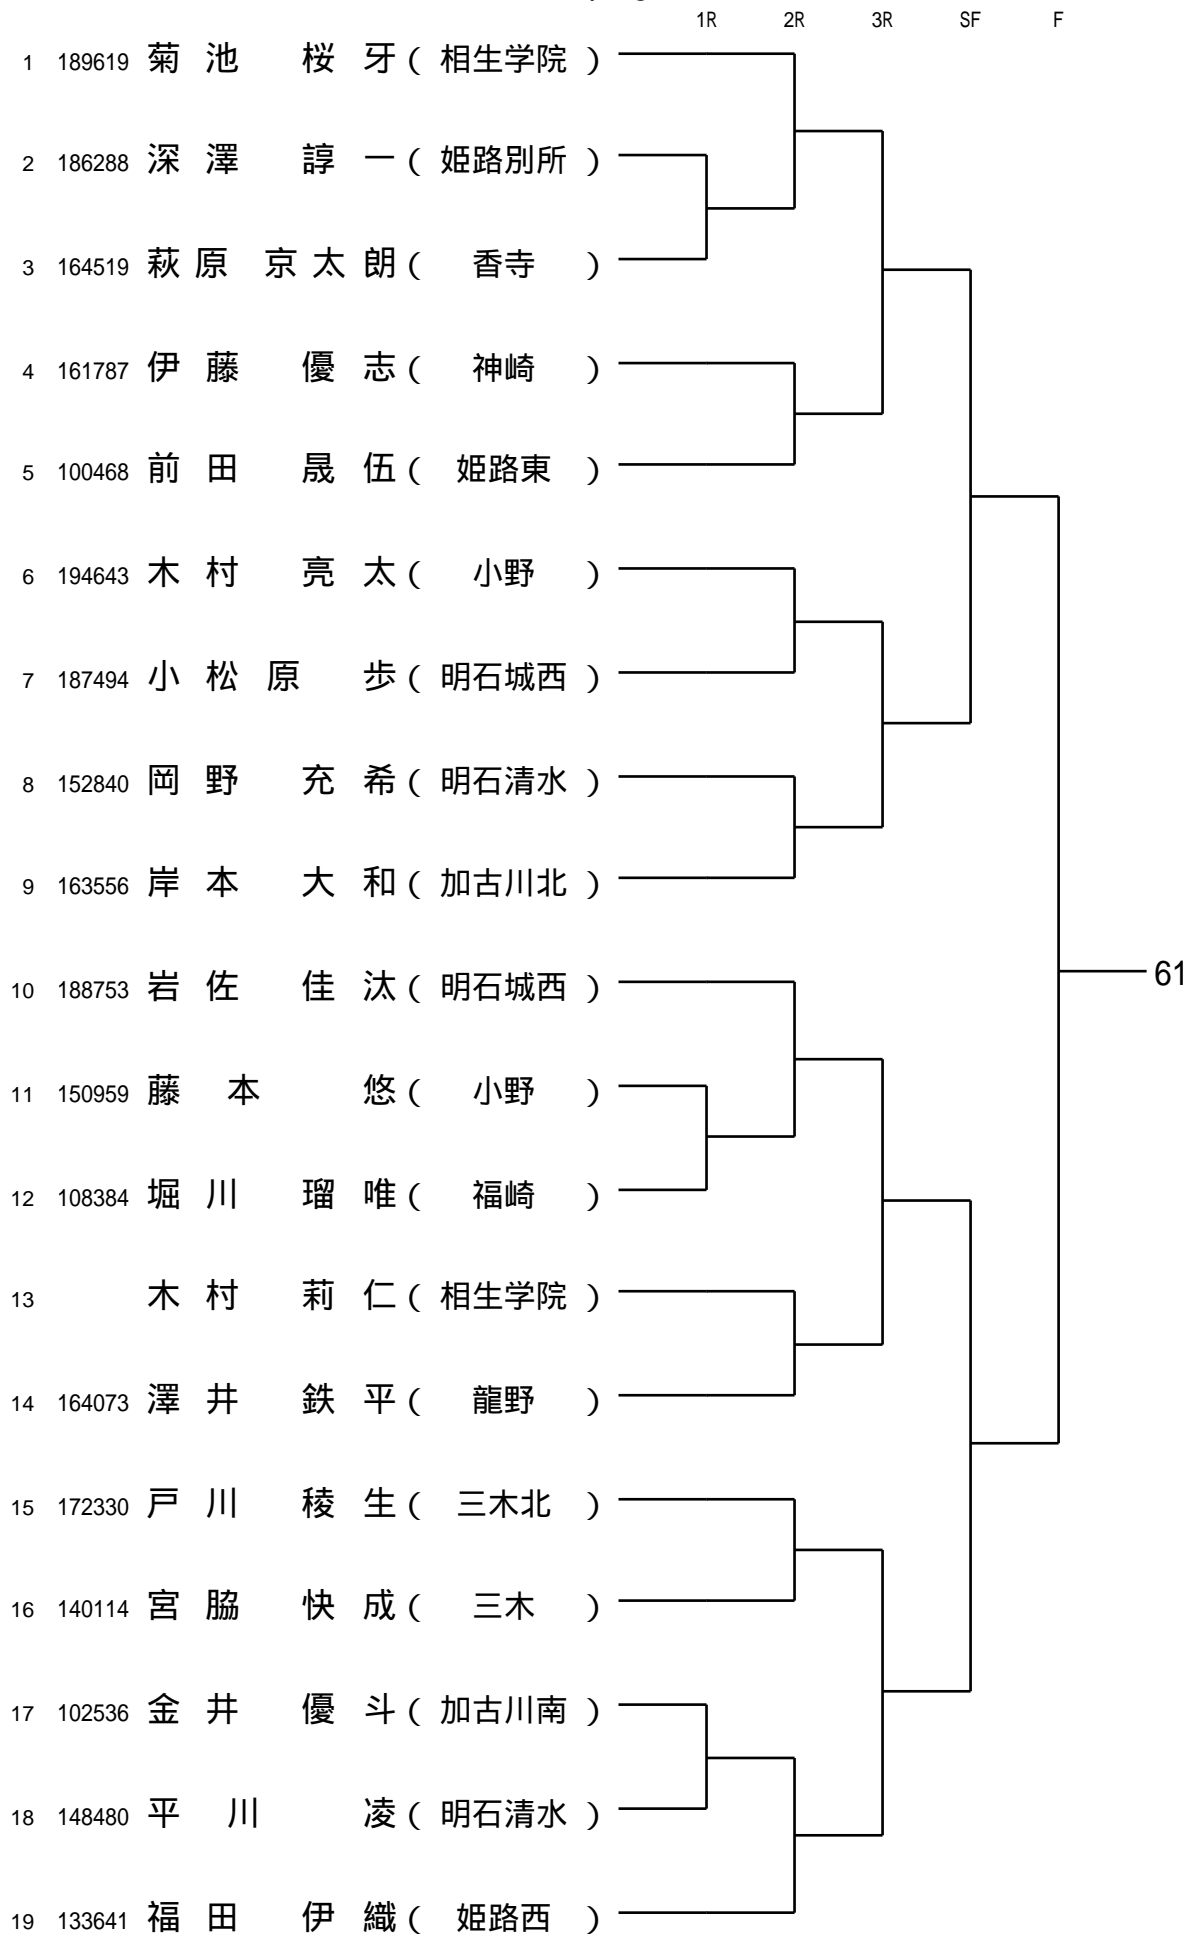 1R 2R 3R SF F
1 189619 菊池 桜牙 ( 相生学院 )
2 186288 深澤 諄一 ( 姫路別所 )
3 164519 萩原 京太朗 ( 香寺 )
4 161787 伊藤 優志 ( 神崎 )
5 100468 前田 晟伍 ( 姫路東 )
6 194643 木村 亮太 ( 小野 )
7 187494 小松原 歩 ( 明石城西 )
8 152840 岡野 充希 ( 明石清水 )
9 163556 岸本 大和 ( 加古川北 )
61
10 188753 岩佐 佳汰 ( 明石城西 )
11 150959 藤本 悠 ( 小野 )
12 108384 堀川 瑠唯 ( 福崎 )
13 木村 莉仁 ( 相生学院 )
14 164073 澤井 鉄平 ( 龍野 )
15 172330 戸川 稜生 ( 三木北 )
16 140114 宮脇 快成 ( 三木 )
17 102536 金井 優斗 ( 加古川南 )
18 148480 平川 凌 ( 明石清水 )
19 133641 福田 伊織 ( 姫路西 )